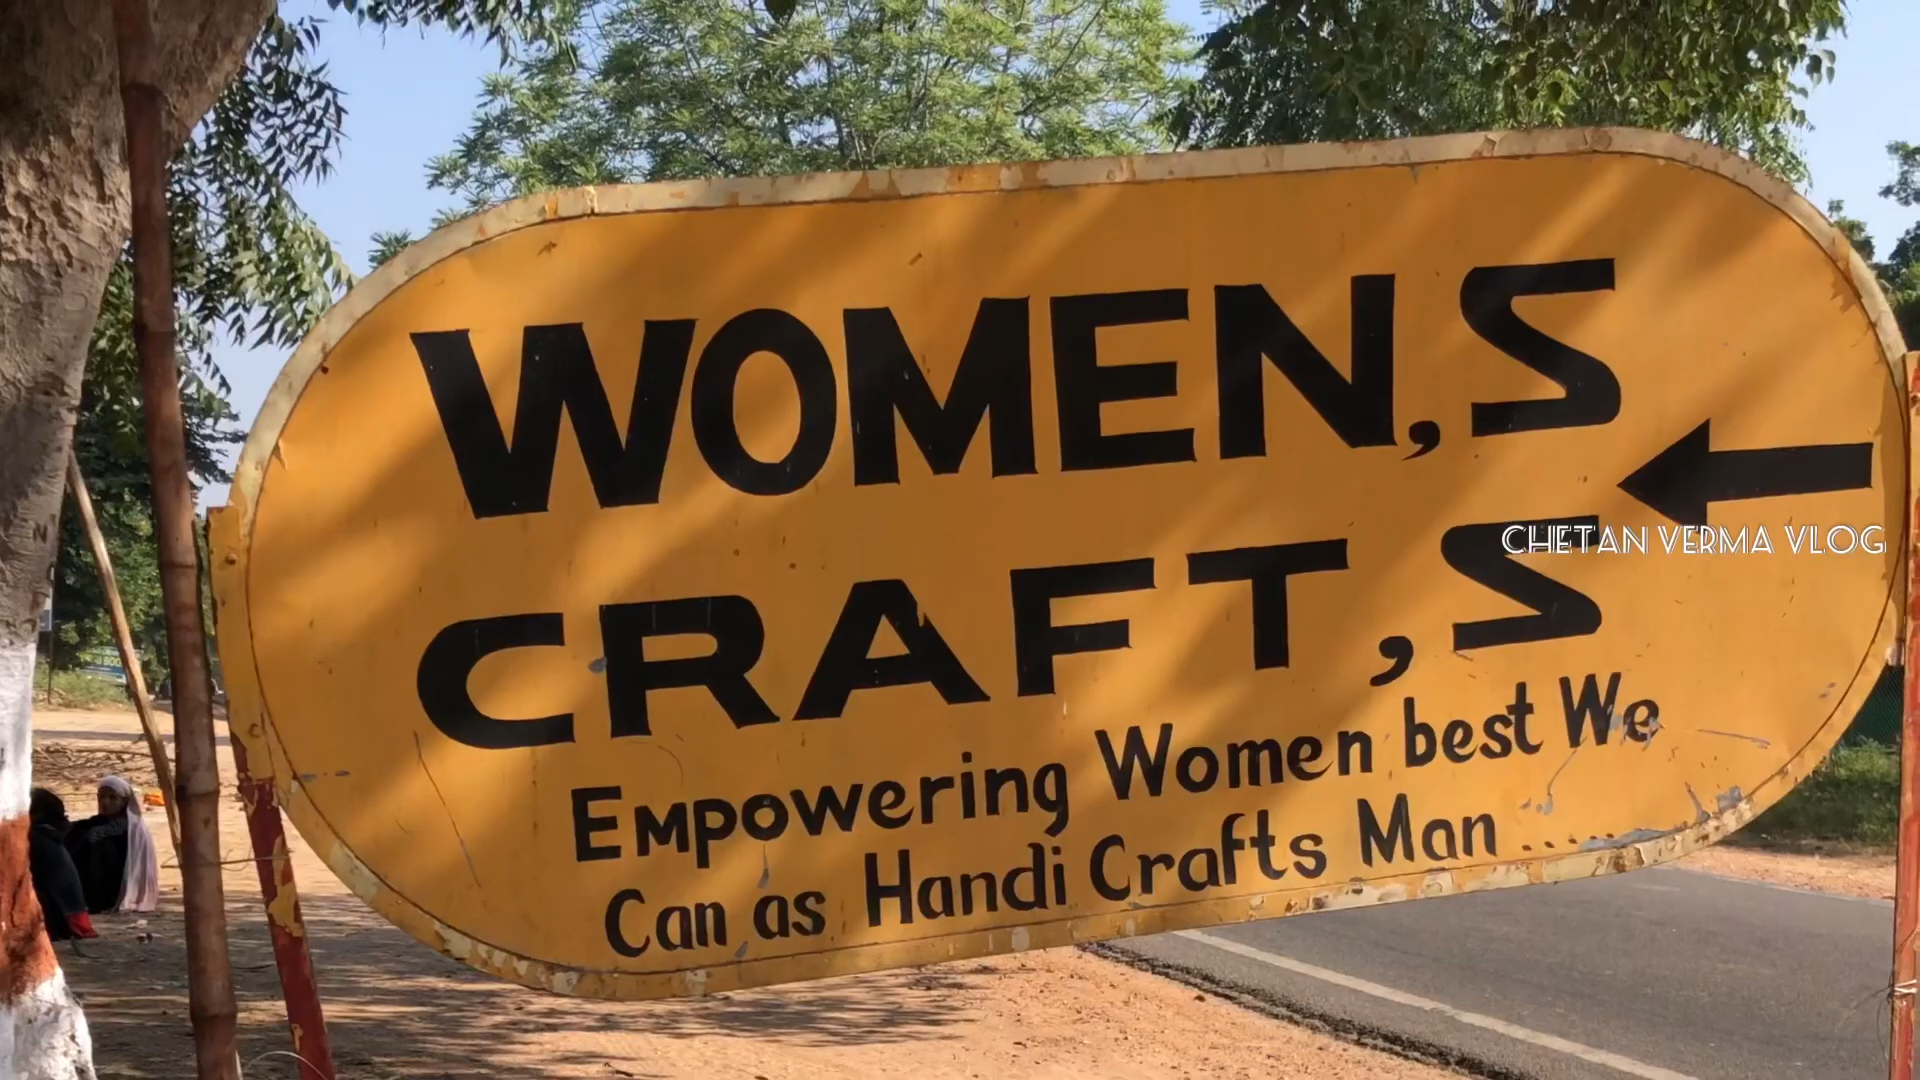 WOMEN,S
CRAFT,S
Empowering Women best We
Can as Handi Crafts Man ....
CHETAN VERMA VLOG